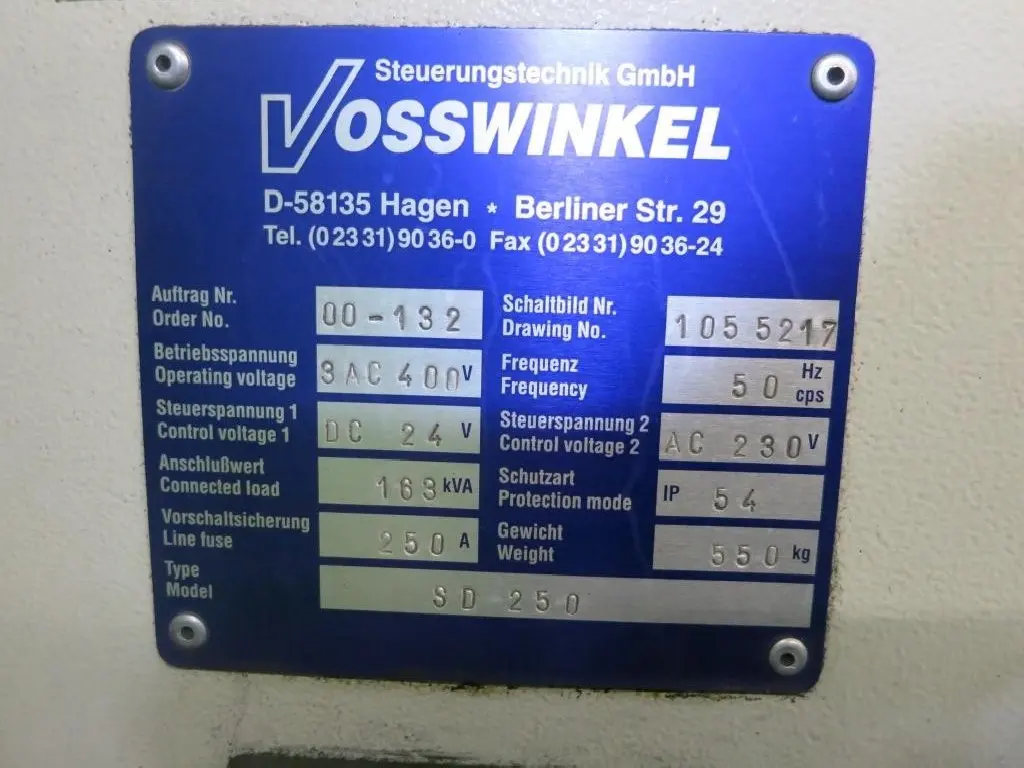 Steuerungstechnik GmbH
VOSSWINKEL
D-58135 Hagen * Berliner Str. 29
Tel. (0 23 31) 90 36-0 Fax (0 23 31) 90 36-24
Auftrag Nr.
Order No.
00-132
Schaltbild Nr.
Drawing No.
105 5217
Betriebsspannung
Operating voltage
3AC 400 V
Frequenz
Frequency
50 Hz
cps
Steuerspannung 1
Control voltage 1
DC 24 V
Steuerspannung 2
Control voltage 2
AC 230 V
Anschlußwert
Connected load
163 kVA
Schutzart
Protection mode
IP 54
Vorschaltsicherung
Line fuse
250 A
Gewicht
Weight
550 kg
Type
Model
SD 250